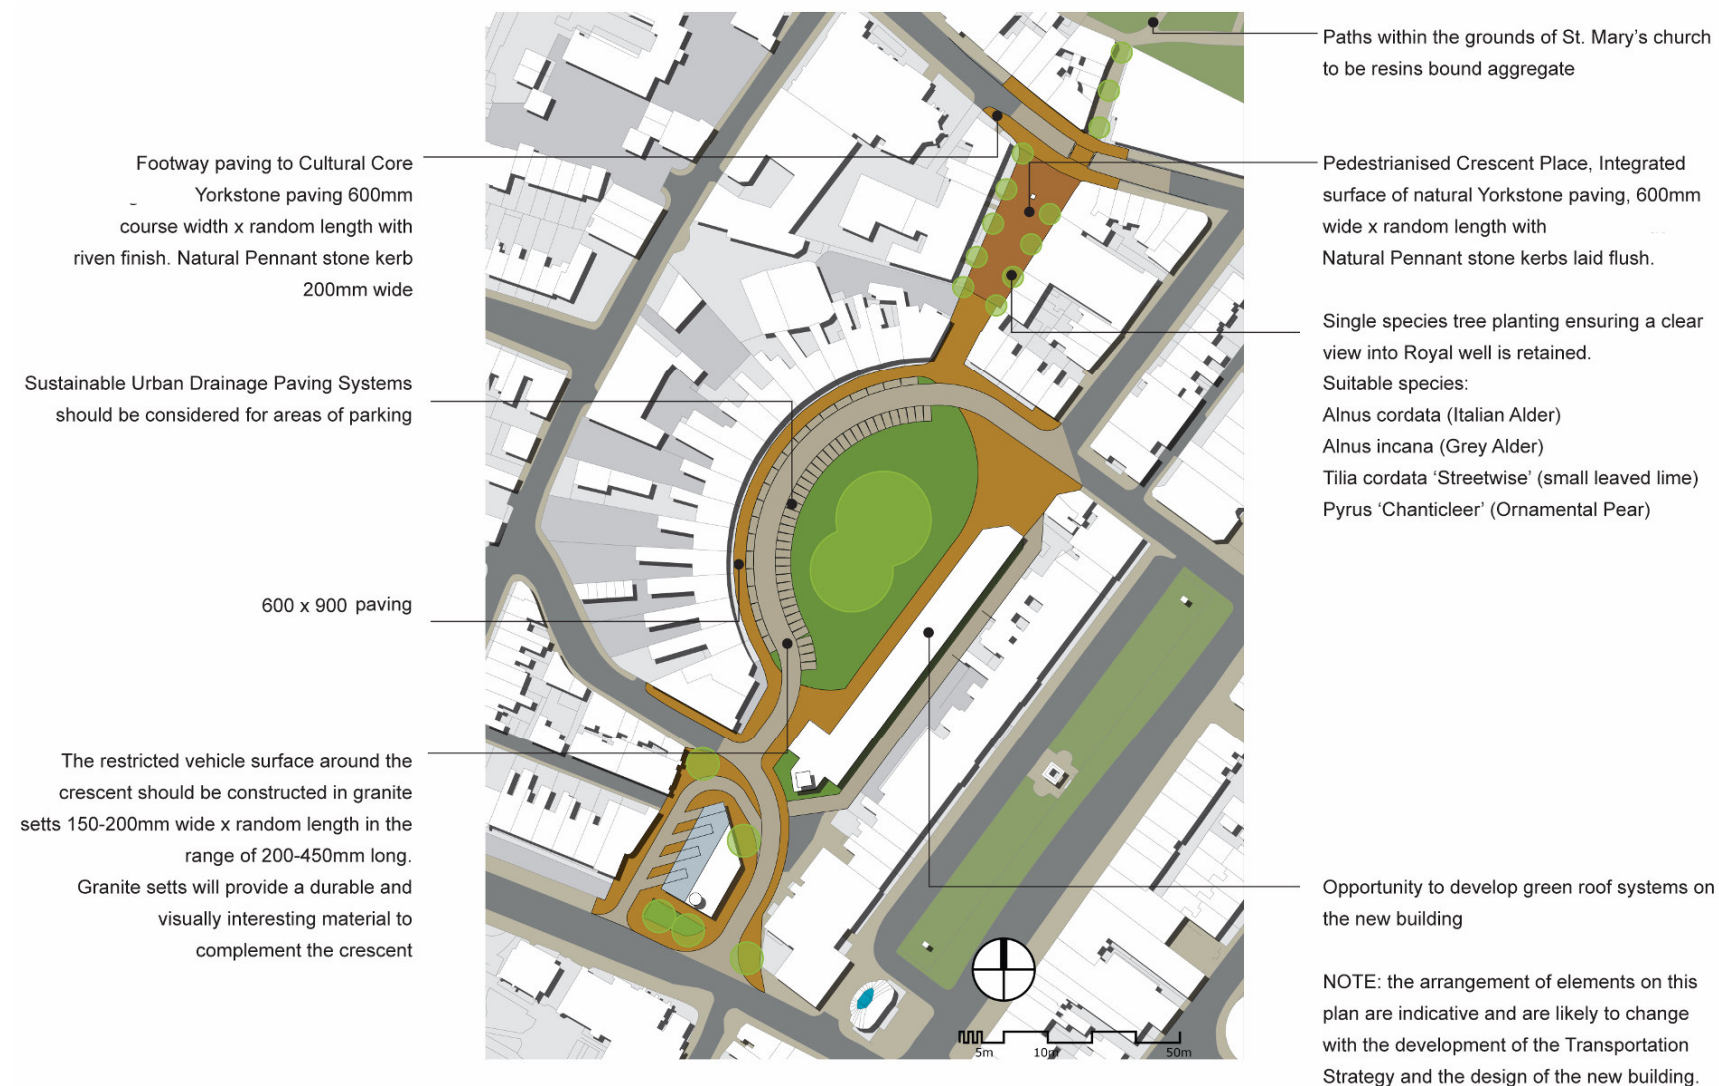 Footway paving to Cultural Core
Yorkstone paving 600mm
course width x random length with
riven finish. Natural Pennant stone kerb
200mm wide
Sustainable Urban Drainage Paving Systems
should be considered for areas of parking
600 x 900 paving
The restricted vehicle surface around the
crescent should be constructed in granite
setts 150-200mm wide x random length in the
range of 200-450mm long.
Granite setts will provide a durable and
visually interesting material to
complement the crescent
Paths within the grounds of St. Mary’s church
to be resins bound aggregate
Pedestrianised Crescent Place, Integrated
surface of natural Yorkstone paving, 600mm
wide x random length with
Natural Pennant stone kerbs laid flush.
Single species tree planting ensuring a clear
view into Royal well is retained.
Suitable species:
Alnus cordata (Italian Alder)
Alnus incana (Grey Alder)
Tilia cordata ‘Streetwise’ (small leaved lime)
Pyrus ‘Chanticleer’ (Ornamental Pear)
Opportunity to develop green roof systems on
the new building
NOTE: the arrangement of elements on this
plan are indicative and are likely to change
with the development of the Transportation
Strategy and the design of the new building.
5m 10m 50m